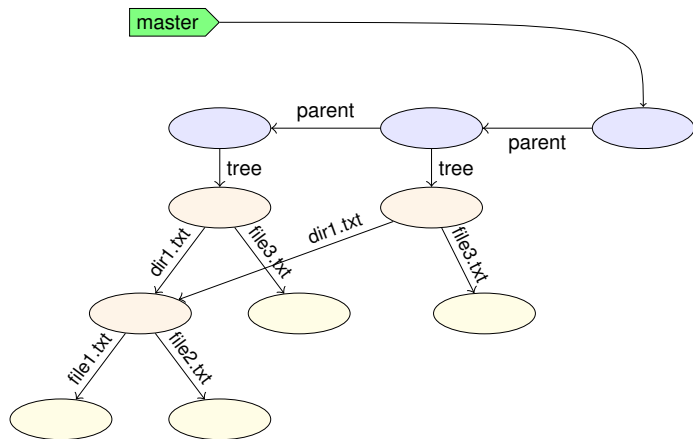 master
parent
parent
tree
tree
dir1.txt
file3.txt
dir1.txt
file3.txt
file1.txt
file2.txt